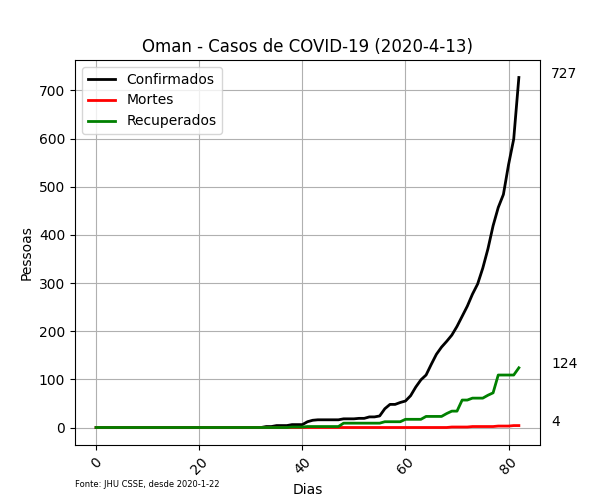 Oman - Casos de COVID-19 (2020-4-13)
Confirmados
Mortes
Recuperados
727
124
4
Pessoas
700
600
500
400
300
200
100
0
0
20
40
60
80
Dias
Fonte: JHU CSSE, desde 2020-1-22